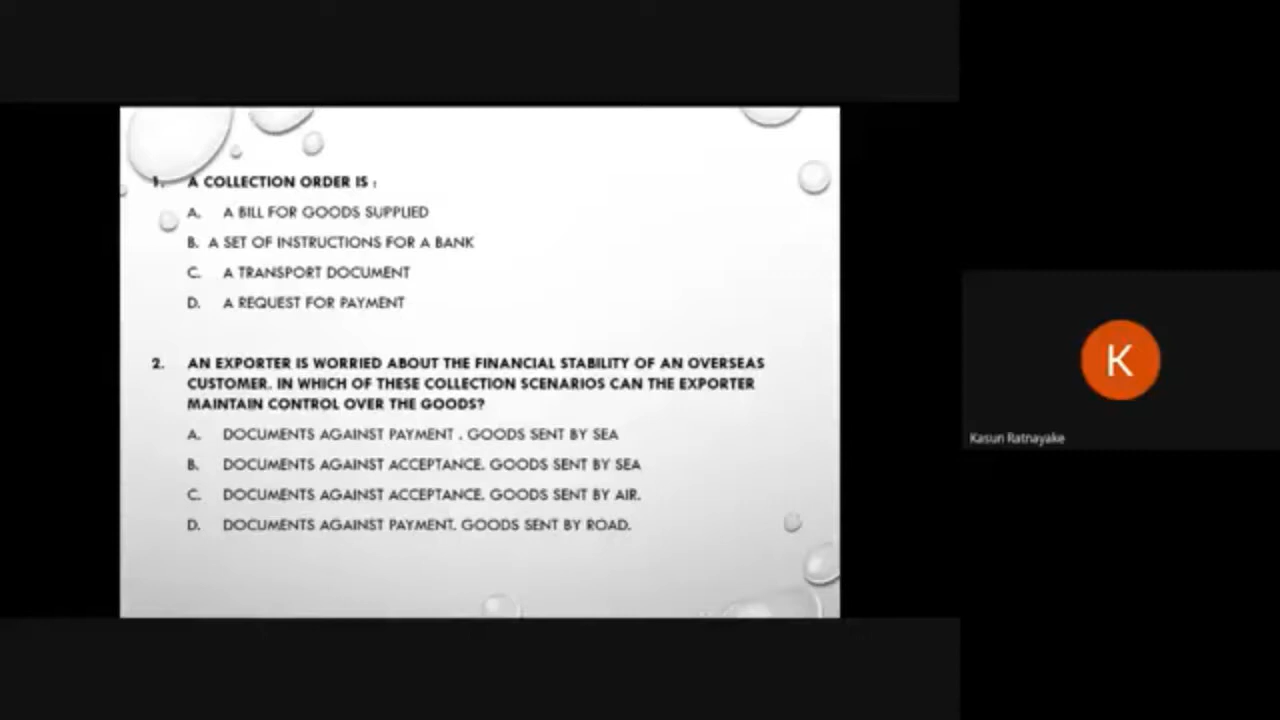 1. A COLLECTION ORDER IS :
A. A BILL FOR GOODS SUPPLIED
B. A SET OF INSTRUCTIONS FOR A BANK
C. A TRANSPORT DOCUMENT
D. A REQUEST FOR PAYMENT
2. AN EXPORTER IS WORRIED ABOUT THE FINANCIAL STABILITY OF AN OVERSEAS
CUSTOMER. IN WHICH OF THESE COLLECTION SCENARIOS CAN THE EXPORTER
MAINTAIN CONTROL OVER THE GOODS?
A. DOCUMENTS AGAINST PAYMENT . GOODS SENT BY SEA
B. DOCUMENTS AGAINST ACCEPTANCE. GOODS SENT BY SEA
C. DOCUMENTS AGAINST ACCEPTANCE. GOODS SENT BY AIR.
D. DOCUMENTS AGAINST PAYMENT. GOODS SENT BY ROAD.
K
Kasun Ratnayake